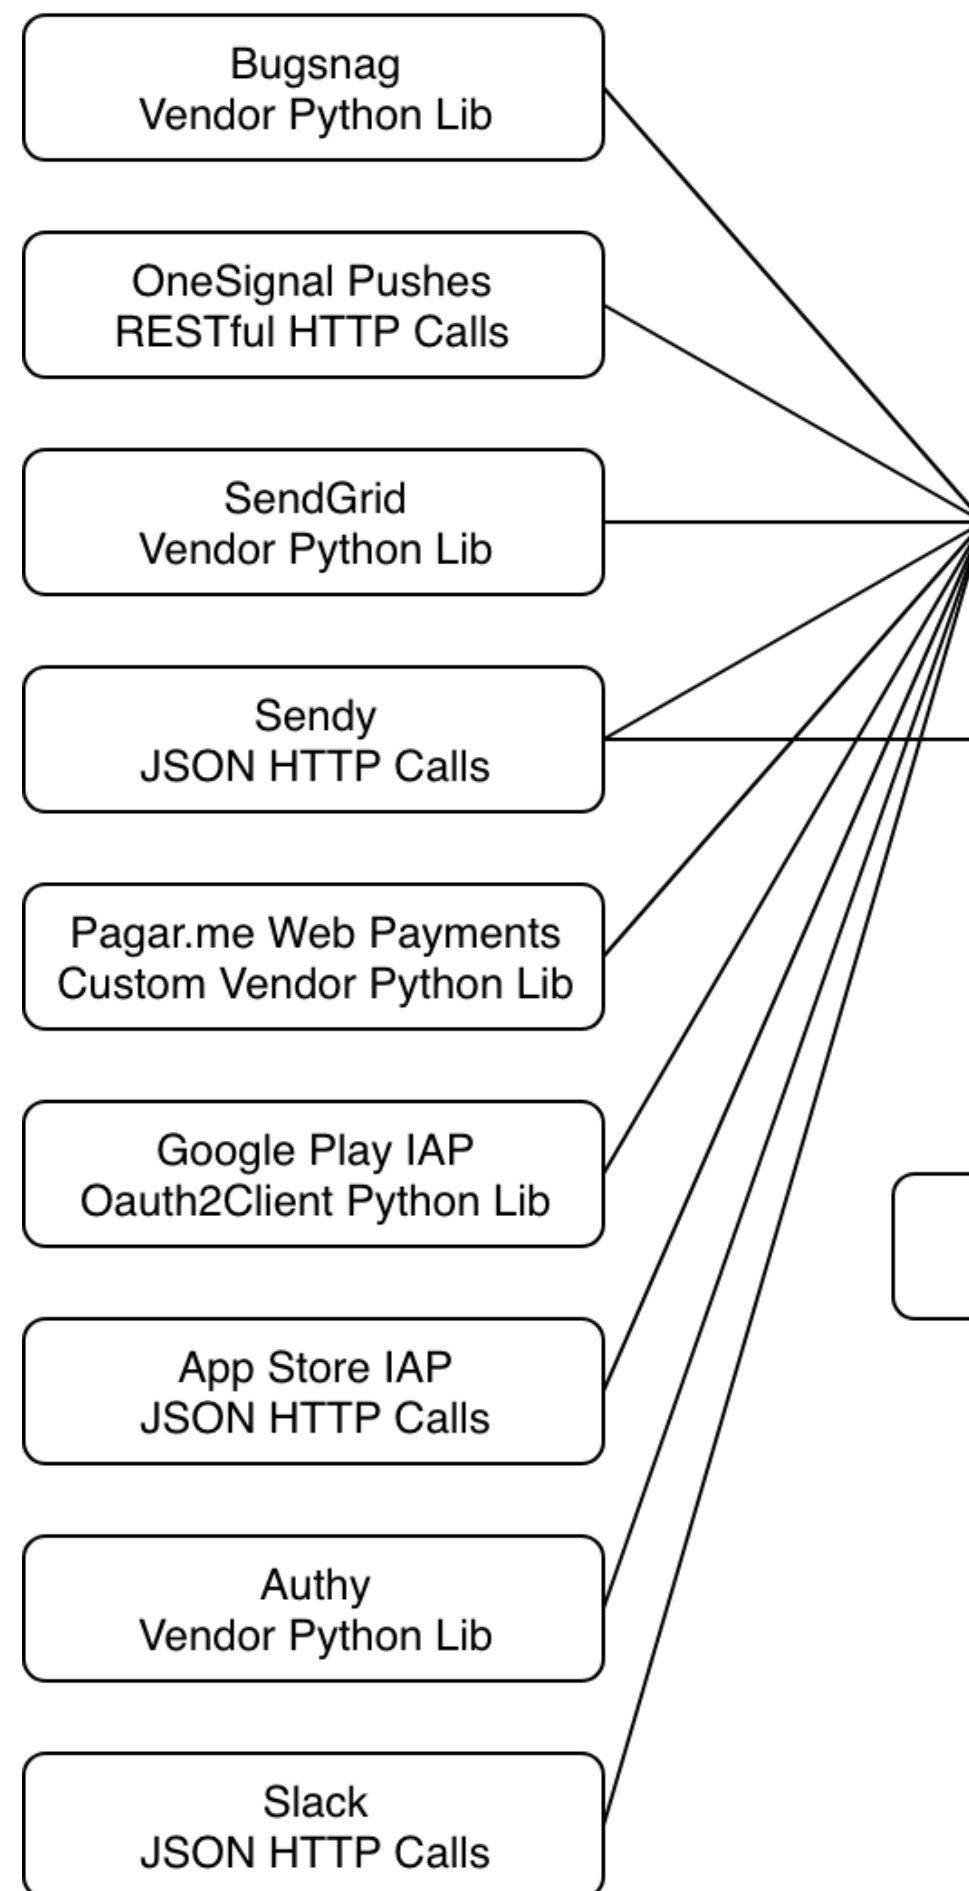 Bugsnag
Vendor Python Lib
OneSignal Pushes
RESTful HTTP Calls
SendGrid
Vendor Python Lib
Sendy
JSON HTTP Calls
Pagar.me Web Payments
Custom Vendor Python Lib
Google Play IAP
Oauth2Client Python Lib
App Store IAP
JSON HTTP Calls
Authy
Vendor Python Lib
Slack
JSON HTTP Calls